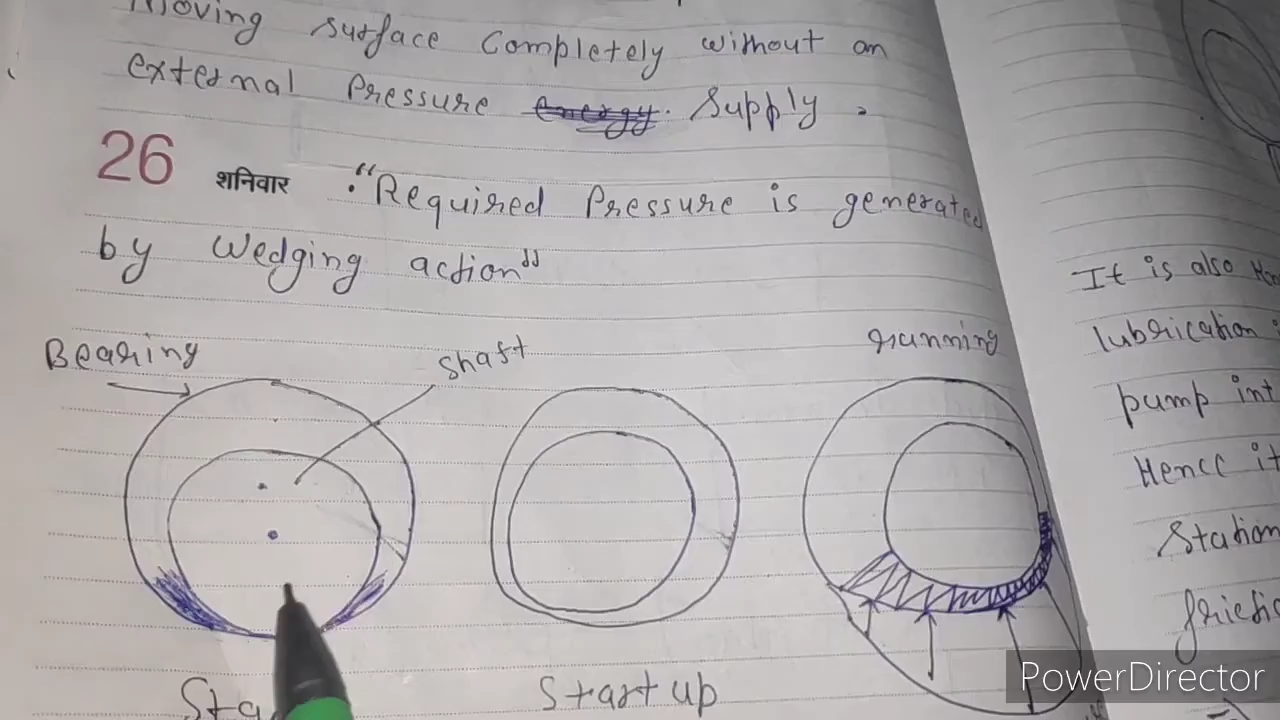 Moving surface completely without an
external Pressure energy. Supply.
26 शनिवार
"Required Pressure is generated
by wedging action"
Bearing
shaft
running
Start up
It is also
lubrication
pump int
Hence it
Station
frictio
PowerDirector